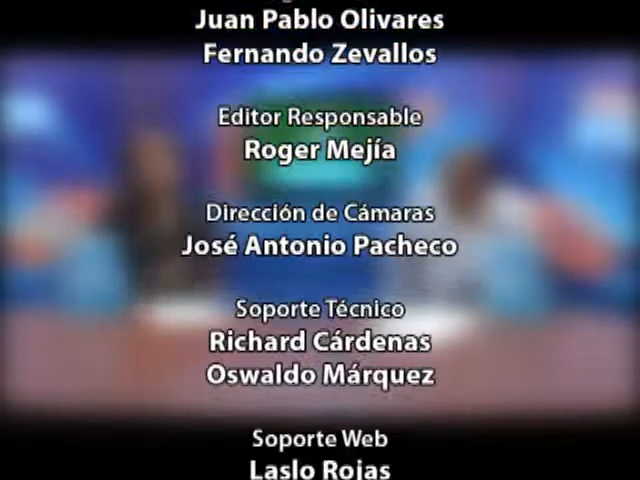 Juan Pablo Olivares
Fernando Zevallos
Editor Responsable
Roger Mejía
Dirección de Cámaras
José Antonio Pacheco
Soporte Técnico
Richard Cárdenas
Oswaldo Márquez
Soporte Web
Laslo Rojas